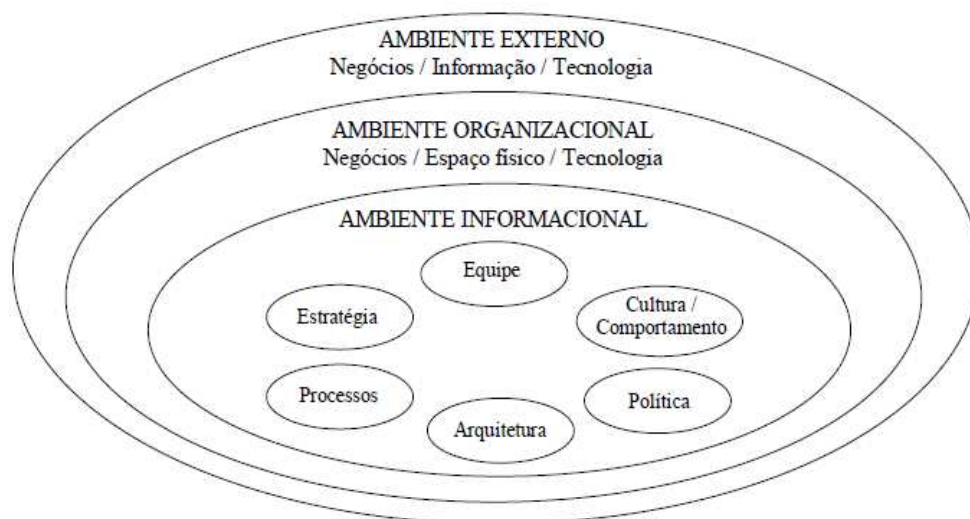 AMBIENTE EXTERNO
Negócios / Informação / Tecnologia
AMBIENTE ORGANIZACIONAL
Negócios / Espaço físico / Tecnologia
AMBIENTE INFORMACIONAL
Equipe
Estratégia
Cultura /
Comportamento
Processos
Política
Arquitetura